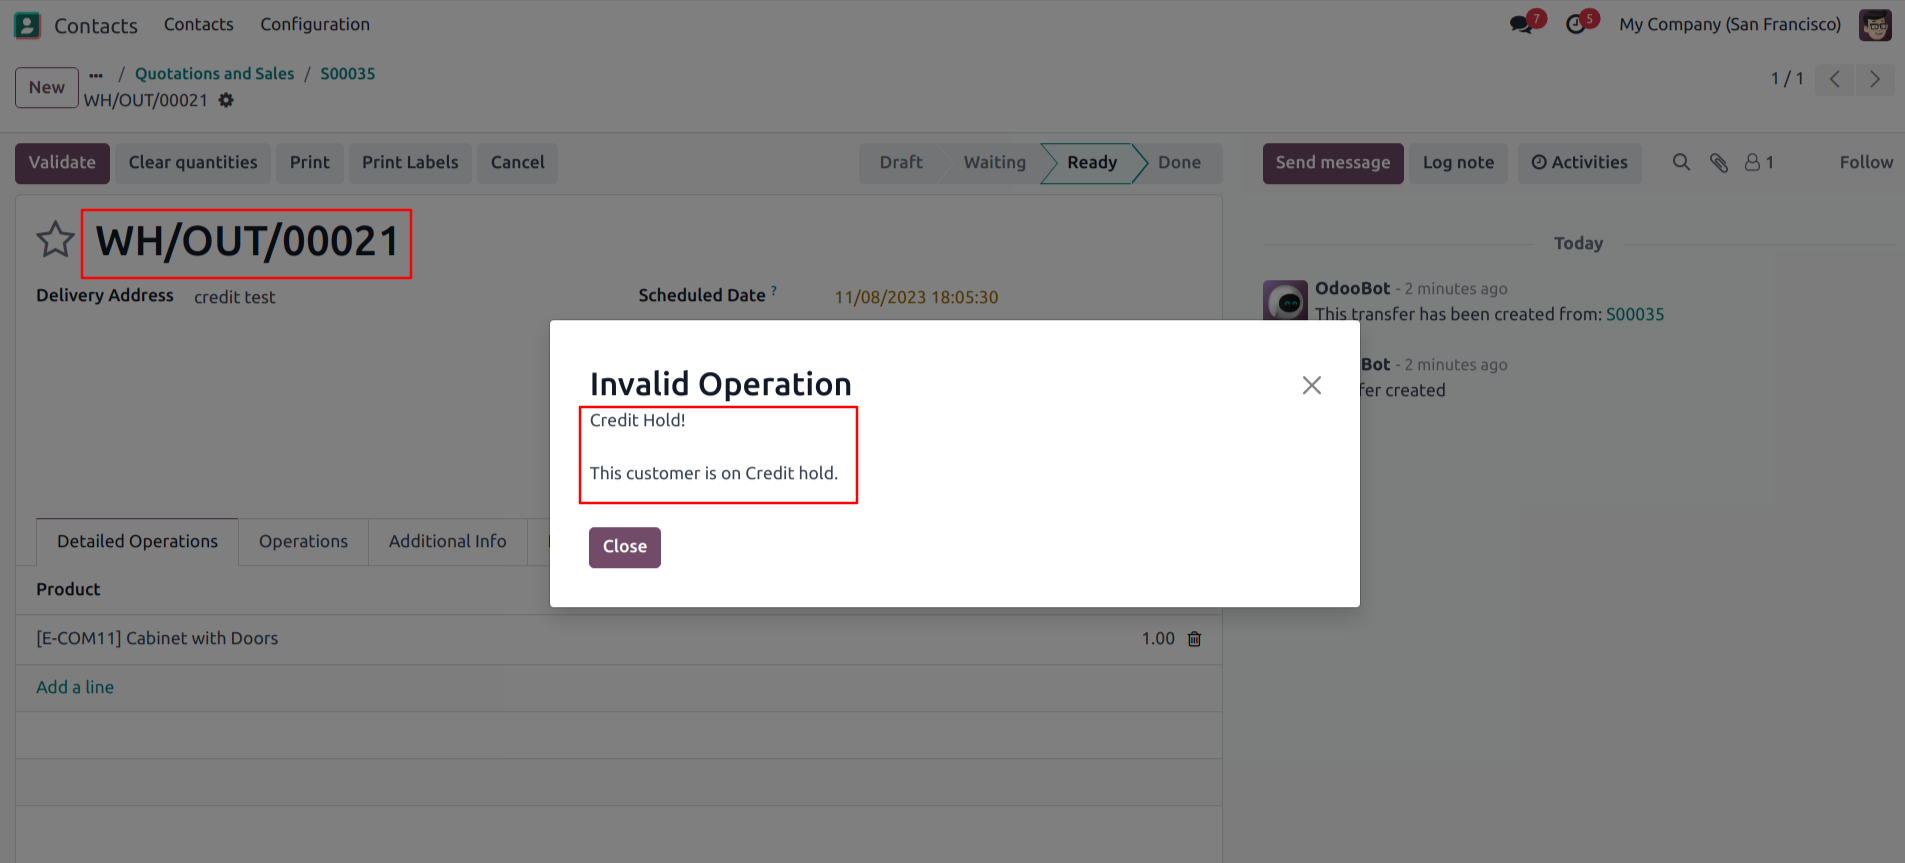 Contacts Contacts Configuration 7 5 My Company (San Francisco)
New ... / Quotations and Sales / S00035 1 / 1
WH/OUT/00021
Validate Clear quantities Print Print Labels Cancel Draft Waiting Ready Done Send message Log note Activities 1 Follow
WH/OUT/00021
Today
Delivery Address credit test Scheduled Date ? 11/08/2023 18:05:30
OdooBot - 2 minutes ago
This transfer has been created from: S00035
Bot - 2 minutes ago
fer created
Invalid Operation
Credit Hold!
This customer is on Credit hold.
Close
Detailed Operations Operations Additional Info
Product
[E-COM11] Cabinet with Doors 1.00
Add a line